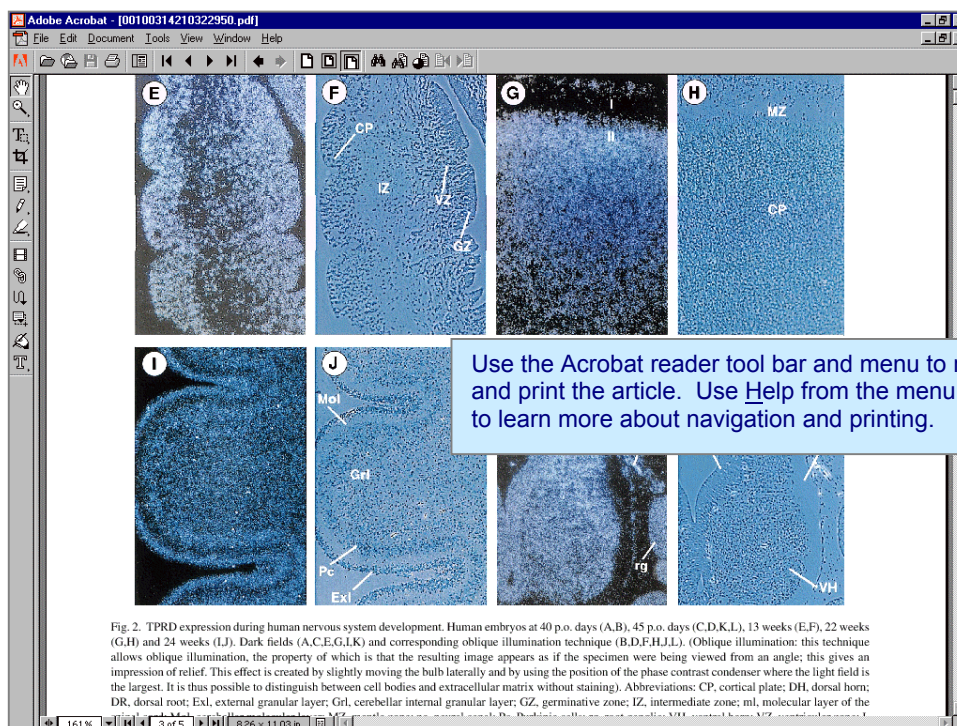 Adobe Acrobat - [00100314210322950.pdf]
File Edit Document Tools View Window Help
E F G H
I
II
MZ
CP
IZ
VZ
GZ
CP
I J
Mol
Grl
Pc
Exl
Use the Acrobat reader tool bar and menu to
and print the article. Use Help from the menu
to learn more about navigation and printing.
rg
VH
Fig. 2. TPRD expression during human nervous system development. Human embryos at 40 p.o. days (A,B), 45 p.o. days (C,D,K,L), 13 weeks (E,F), 22 weeks
(G,H) and 24 weeks (I,J). Dark fields (A,C,E,G,I,K) and corresponding oblique illumination technique (B,D,F,H,J,L). (Oblique illumination: this technique
allows oblique illumination, the property of which is that the resulting image appears as if the specimen were being viewed from an angle; this gives an
impression of relief. This effect is created by slightly moving the bulb laterally and by using the position of the phase contrast condenser where the light field is
the largest. It is thus possible to distinguish between cell bodies and extracellular matrix without staining). Abbreviations: CP, cortical plate; DH, dorsal horn;
DR, dorsal root; Exl, external granular layer; Grl, cerebellar internal granular layer; GZ, germinative zone; IZ, intermediate zone; ml, molecular layer of the
161% 3 of 5 8.26 x 11.03 in